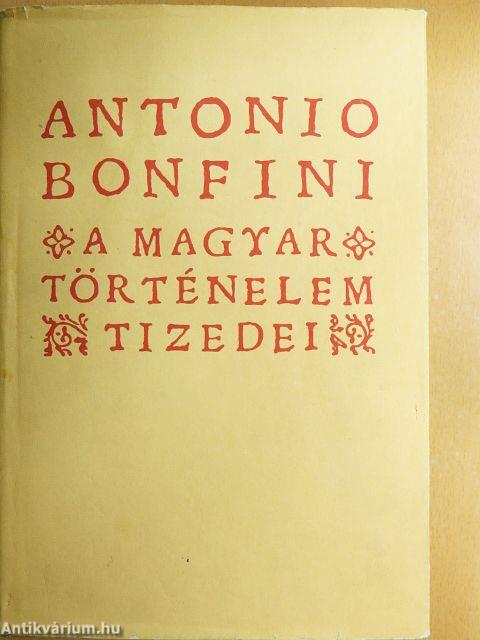 ANTONIO
BONFINI
A MAGYAR
TÖRTÉNELEM
TIZEDEI
Antikvárium.hu